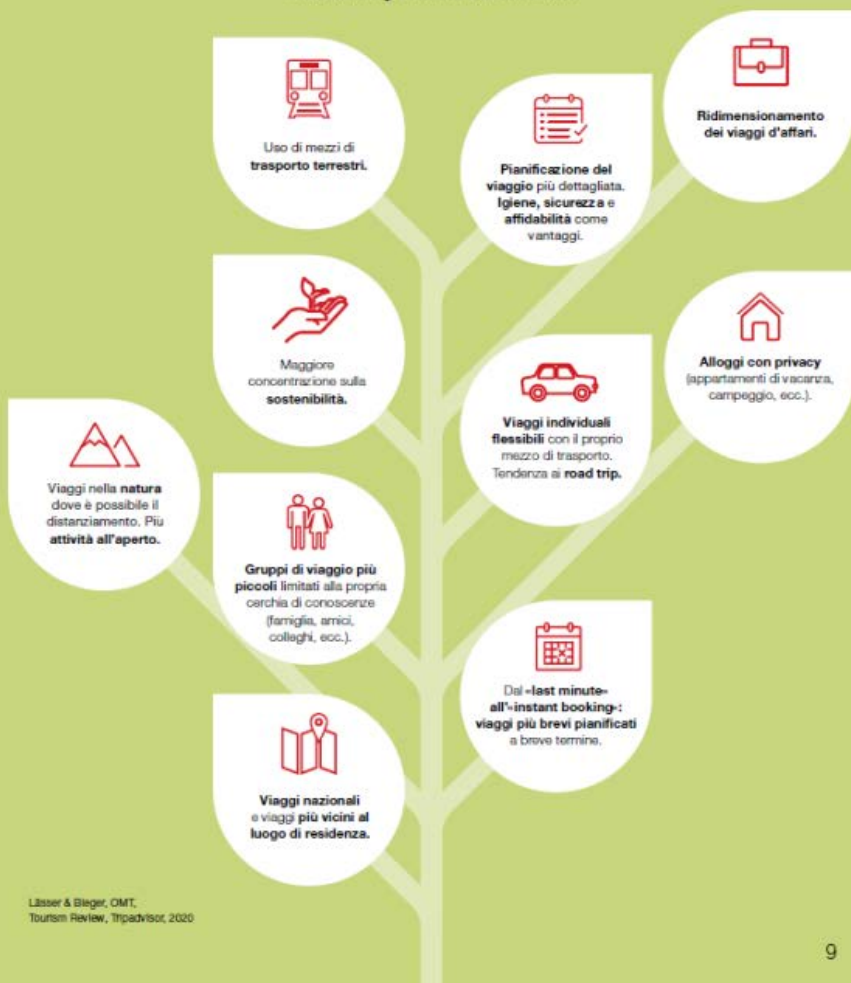 Uso di mezzi di
trasporto terrestri.
Pianificazione del
viaggio più dettagliata.
Igiene, sicurezza e
affidabilità come
vantaggi.
Ridimensionamento
dei viaggi d'affari.
Maggiore
concentrazione sulla
sostenibilità.
Viaggi individuali
flessibili con il proprio
mezzo di trasporto.
Tendenza ai road trip.
Alloggi con privacy
(appartamenti di vacanza,
campeggio, ecc.).
Viaggi nella natura
dove è possibile il
distanziamento. Più
attività all'aperto.
Gruppi di viaggio più
piccoli limitati alla propria
cerchia di conoscenze
(famiglia, amici,
colleghi, ecc.).
Dal «last minute»
all'«instant booking»:
viaggi più brevi pianificati
a breve termine.
Viaggi nazionali
e viaggi più vicini al
luogo di residenza.
Lässer & Bieger, OMT,
Tourism Review, Tripadvisor, 2020
9